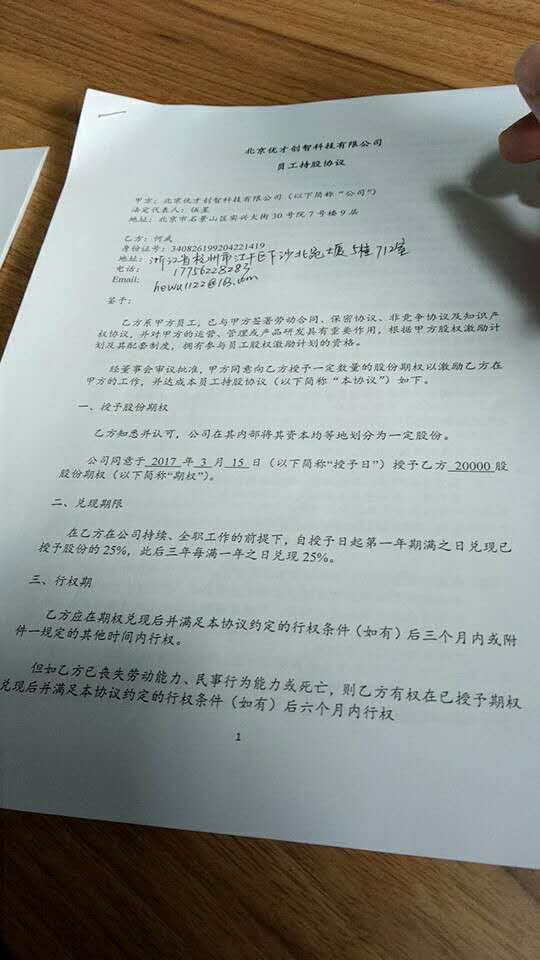 北京优才创智科技有限公司
员工持股协议
甲方：北京优才创智科技有限公司（以下简称“公司”）
法定代表人：伍星
地址：北京市石景山区实兴大街30号院7号楼9层
乙方：何武
身份证号：340826199204221419
地址：浙江省杭州市江干区下沙北苑大厦5幢712室
电话：17756228283
Email: hewu1122@163.com
鉴于：
乙方系甲方员工，已与甲方签署劳动合同、保密协议、非竞争协议及知识产
权协议，并对甲方的运营、管理或产品研发具有重要作用，根据甲方股权激励计
划及其配套制度，拥有参与员工股权激励计划的资格。
经董事会审议批准，甲方同意向乙方授予一定数量的股份期权以激励乙方在
甲方的工作，并达成本员工持股协议（以下简称“本协议”）如下。
一、授予股份期权
乙方知悉并认可，公司在其内部将其资本均等地划分为一定股份。
公司同意于 2017 年 3 月 15 日（以下简称“授予日”）授予乙方 20000 股
股份期权（以下简称“期权”）。
二、兑现期限
在乙方在公司持续、全职工作的前提下，自授予日起第一年期满之日兑现已
授予股份的25%，此后三年每满一年之日兑现25%。
三、行权期
乙方应在期权兑现后并满足本协议约定的行权条件（如有）后三个月内或附
件一规定的其他时间内行权。
但如乙方已丧失劳动能力、民事行为能力或死亡，则乙方有权在已授予期权
兑现后并满足本协议约定的行权条件（如有）后六个月内行权
1